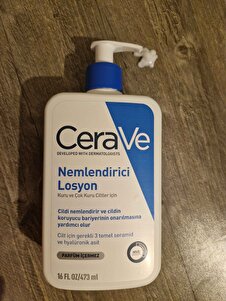 CeraVe
DEVELOPED WITH DERMATOLOGISTS
Nemlendirici
Losyon
Kuru ve Çok Kuru Ciltler için
Cildi nemlendirir ve cildin
koruyucu bariyerinin onarılmasına
yardımcı olur
Cilt için gerekli 3 temel seramid
ve hyalüronik asit
PARFÜM İÇERMEZ
16 FL OZ/473 ml